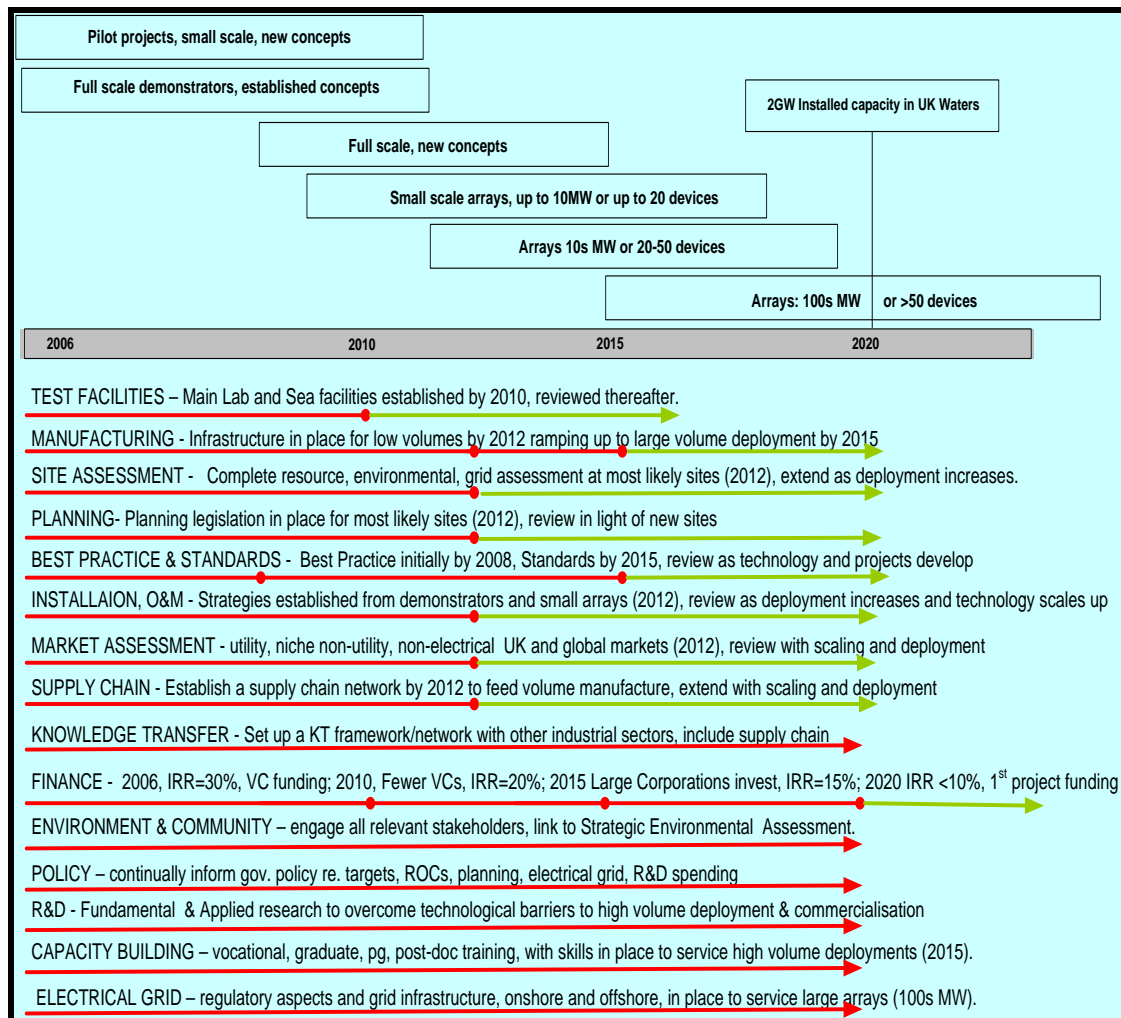 Pilot projects, small scale, new concepts
Full scale demonstrators, established concepts
2GW Installed capacity in UK Waters
Full scale, new concepts
Small scale arrays, up to 10MW or up to 20 devices
Arrays 10s MW or 20-50 devices
Arrays: 100s MW or >50 devices
2006 2010 2015 2020
TEST FACILITIES – Main Lab and Sea facilities established by 2010, reviewed thereafter.
MANUFACTURING - Infrastructure in place for low volumes by 2012 ramping up to large volume deployment by 2015
SITE ASSESSMENT - Complete resource, environmental, grid assessment at most likely sites (2012), extend as deployment increases.
PLANNING- Planning legislation in place for most likely sites (2012), review in light of new sites
BEST PRACTICE & STANDARDS - Best Practice initially by 2008, Standards by 2015, review as technology and projects develop
INSTALLAION, O&M - Strategies established from demonstrators and small arrays (2012), review as deployment increases and technology scales up
MARKET ASSESSMENT - utility, niche non-utility, non-electrical UK and global markets (2012), review with scaling and deployment
SUPPLY CHAIN - Establish a supply chain network by 2012 to feed volume manufacture, extend with scaling and deployment
KNOWLEDGE TRANSFER - Set up a KT framework/network with other industrial sectors, include supply chain
FINANCE - 2006, IRR=30%, VC funding; 2010, Fewer VCs, IRR=20%; 2015 Large Corporations invest, IRR=15%; 2020 IRR <10%, 1st project funding
ENVIRONMENT & COMMUNITY – engage all relevant stakeholders, link to Strategic Environmental Assessment.
POLICY – continually inform gov. policy re. targets, ROCs, planning, electrical grid, R&D spending
R&D - Fundamental & Applied research to overcome technological barriers to high volume deployment & commercialisation
CAPACITY BUILDING – vocational, graduate, pg, post-doc training, with skills in place to service high volume deployments (2015).
ELECTRICAL GRID – regulatory aspects and grid infrastructure, onshore and offshore, in place to service large arrays (100s MW).